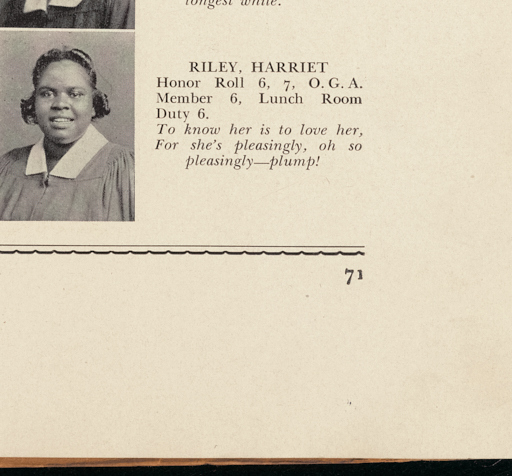 longest while.
RILEY, HARRIET
Honor Roll 6, 7, O. G. A.
Member 6, Lunch Room
Duty 6.
To know her is to love her,
For she's pleasingly, oh so
pleasingly—plump!
71